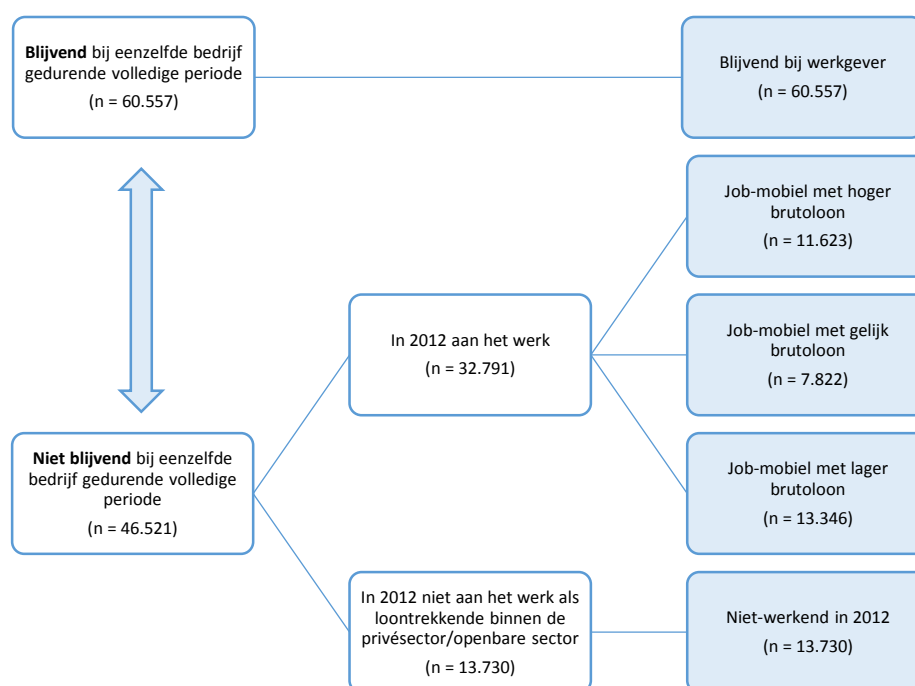 Blijvend bij eenzelfde bedrijf
gedurende volledige periode
(n = 60.557)
Blijvend bij werkgever
(n = 60.557)
Job-mobiel met hoger
brutoloon
(n = 11.623)
In 2012 aan het werk
(n = 32.791)
Job-mobiel met gelijk
brutoloon
(n = 7.822)
Niet blijvend bij eenzelfde
bedrijf gedurende volledige
periode
(n = 46.521)
Job-mobiel met lager
brutoloon
(n = 13.346)
In 2012 niet aan het werk als
loontrekkende binnen de
privésector/openbare sector
(n = 13.730)
Niet-werkend in 2012
(n = 13.730)